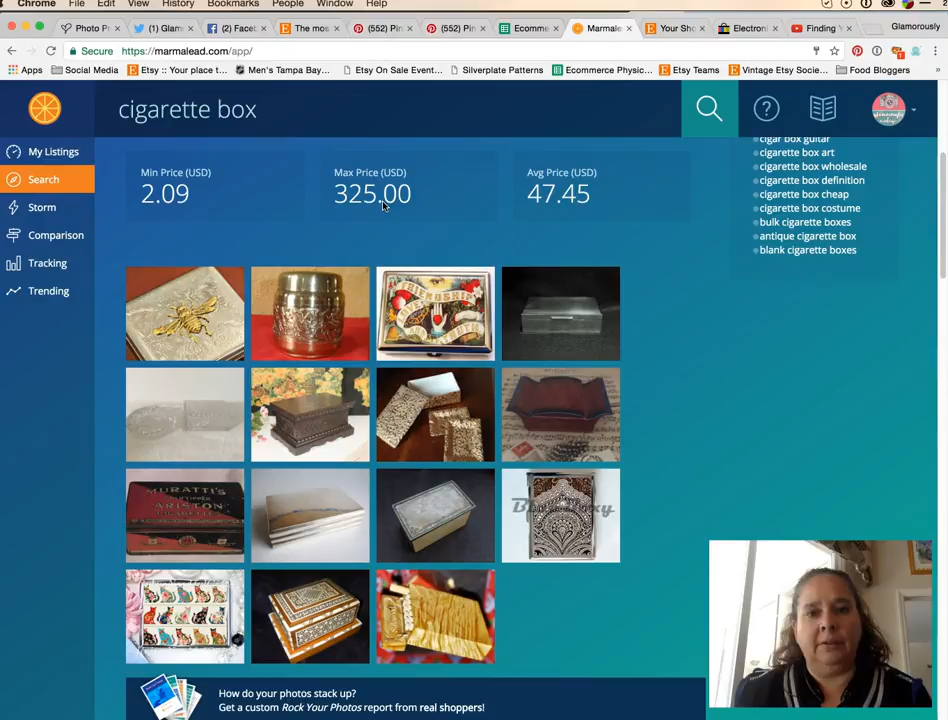 Chrome File Edit View History Bookmarks People Window Help
Photo P
(1) Glam
(2) Faceb
The mos
(552) Pin
(552) Pin
Ecomme
Marmale
Your Sho
Electroni
Finding Y
Glamorously
Secure https://marmalead.com/app/
Apps Social Media Etsy :: Your place t... Men's Tampa Bay... Etsy On Sale Event... Silverplate Patterns Ecommerce Physic... Etsy Teams Vintage Etsy Socie... Food Bloggers
cigarette box
My Listings
Search
Storm
Comparison
Tracking
Trending
Min Price (USD)
2.09
Max Price (USD)
325.00
Avg Price (USD)
47.45
cigar box guitar
cigarette box art
cigarette box wholesale
cigarette box definition
cigarette box cheap
cigarette box costume
bulk cigarette boxes
antique cigarette box
blank cigarette boxes
FRIENDSHIP
MURATTI'S
ARISTON
CIGARETTES
How do your photos stack up?
Get a custom Rock Your Photos report from real shoppers!